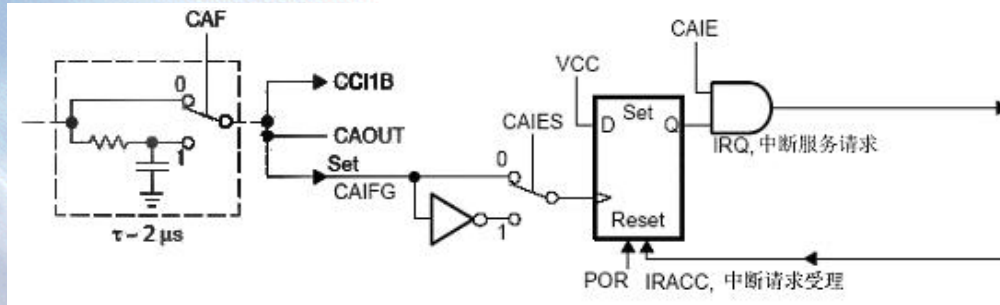 CAF
CAIE
0
CCI1B
VCC
D
Set
Q
CAOUT
CAIES
IRQ, 中断服务请求
1
Set
0
CAIFG
1
Reset
τ~ 2 μs
POR
IRACC, 中断请求受理